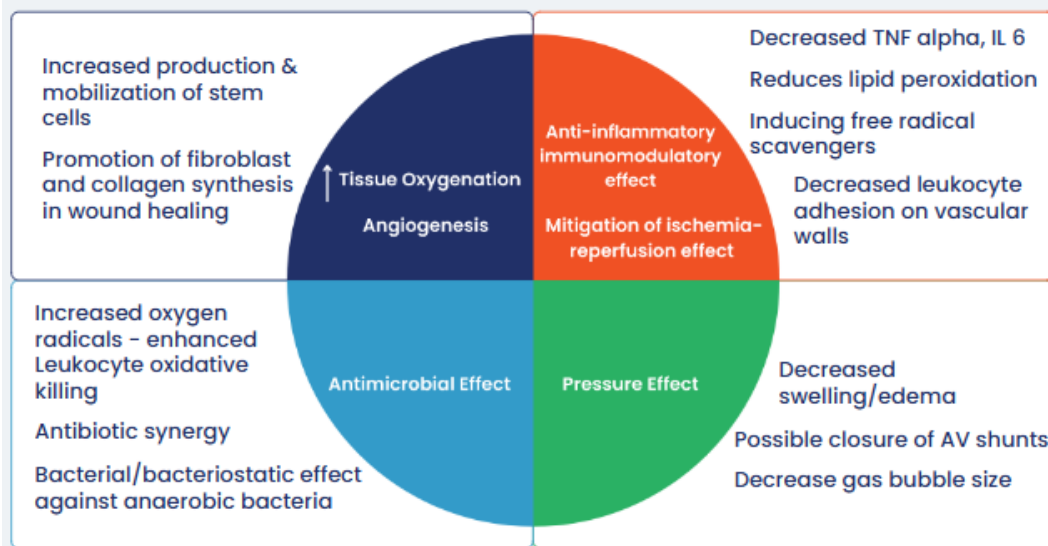 Increased production &
mobilization of stem
cells
Promotion of fibroblast
and collagen synthesis
in wound healing
↑ Tissue Oxygenation
Angiogenesis
Anti-inflammatory
immunomodulatory
effect
Mitigation of ischemia-
reperfusion effect
Decreased TNF alpha, IL 6
Reduces lipid peroxidation
Inducing free radical
scavengers
Decreased leukocyte
adhesion on vascular
walls
Increased oxygen
radicals - enhanced
Leukocyte oxidative
killing
Antibiotic synergy
Bacterial/bacteriostatic effect
against anaerobic bacteria
Antimicrobial Effect
Pressure Effect
Decreased
swelling/edema
Possible closure of AV shunts
Decrease gas bubble size